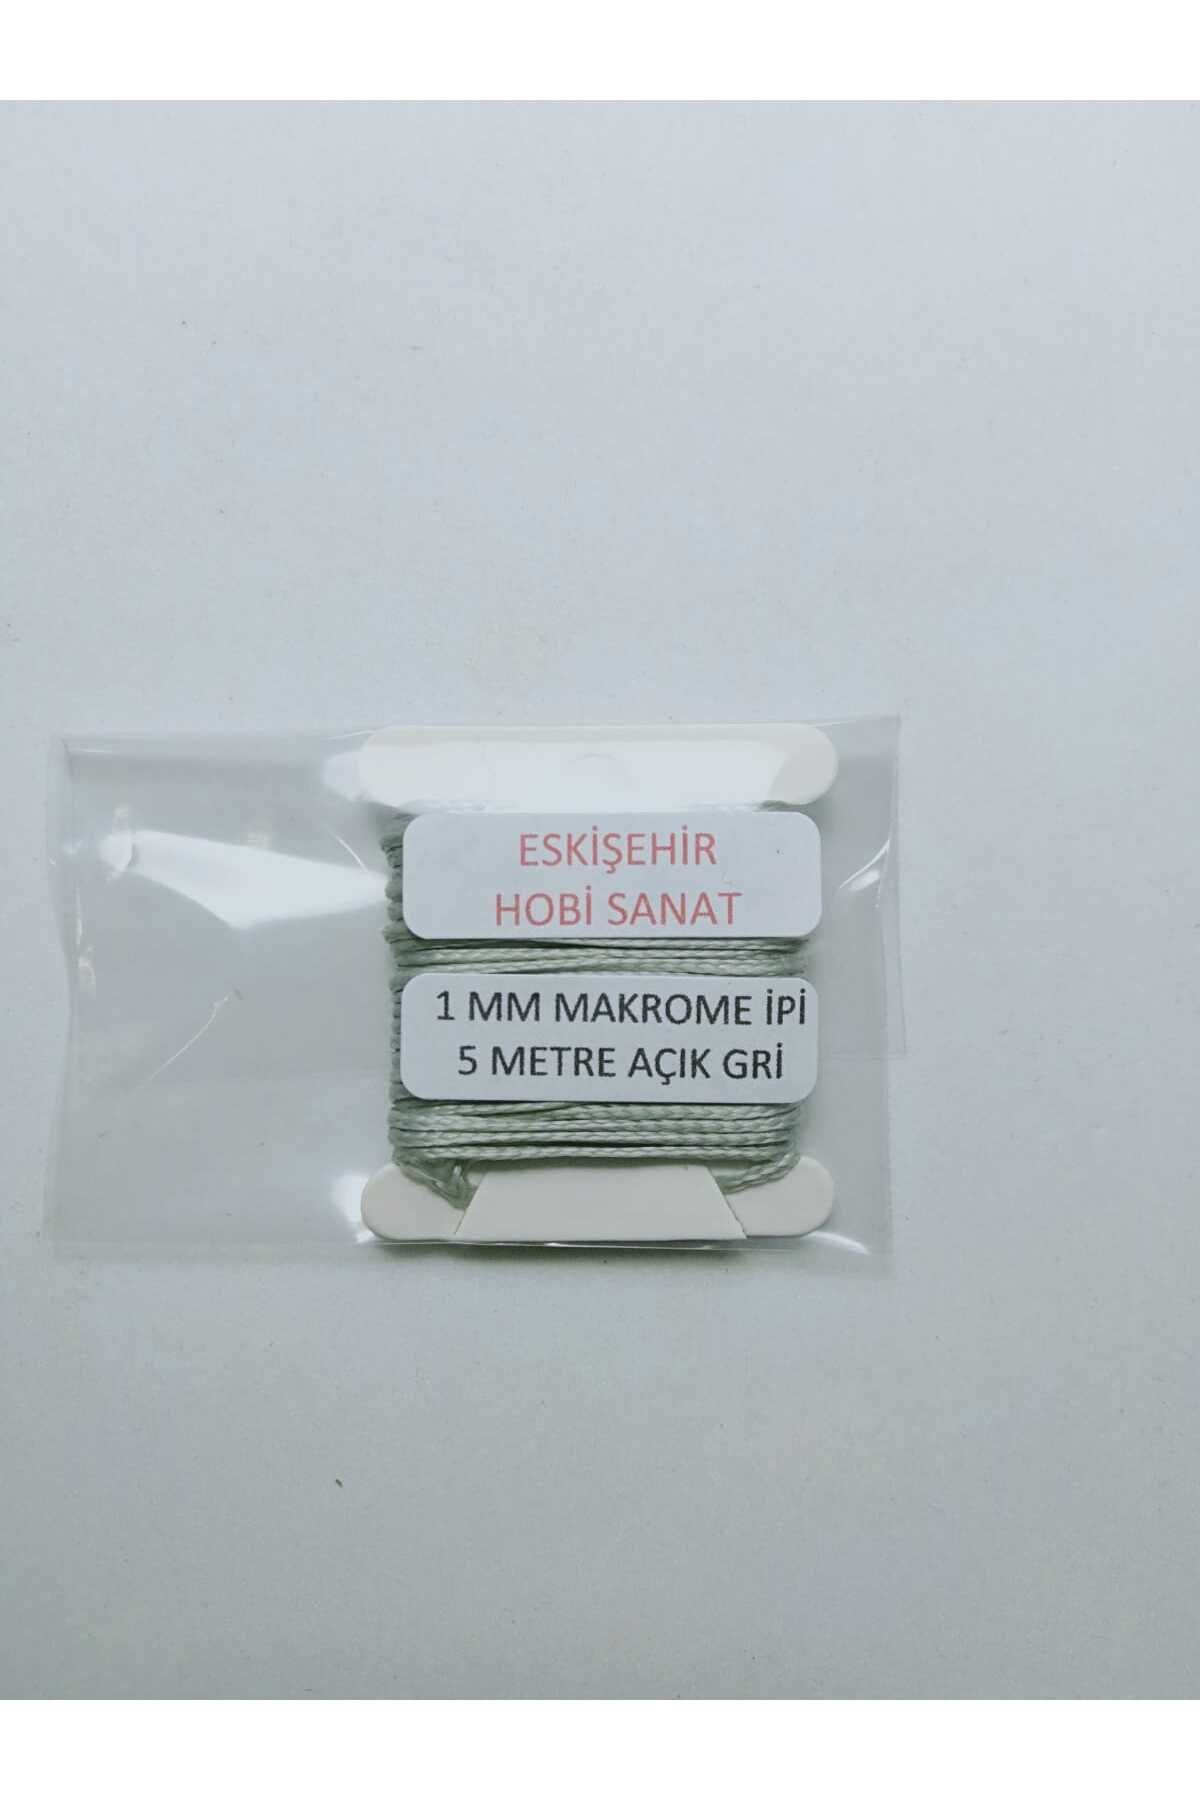 ESKİŞEHİR
HOBİ SANAT
1 MM MAKROME İPİ
5 METRE AÇIK GRİ